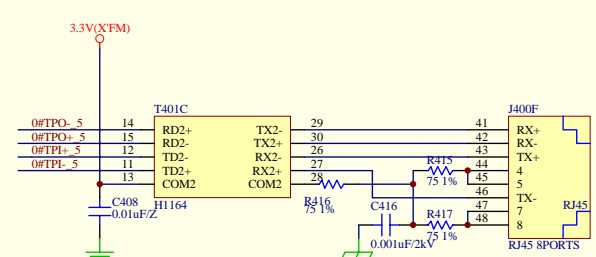 3.3V(X'FM)
T401C
J400F
0#TPO-_5 14 RD2+ TX2- 29 41 RX+
0#TPO+_5 15 RD2- TX2+ 30 42 RX-
0#TPI+_5 12 TD2- RX2- 26 43 TX+
0#TPI-_5 11 TD2+ RX2+ 27 R415 44 4
13 COM2 COM2 28 75 1% 45 5
C408 R416 46 TX-
0.01uF/Z H1164 75 1% C416 R417 47 7 RJ45
75 1% 48 8
0.001uF/2kV RJ45 8PORTS